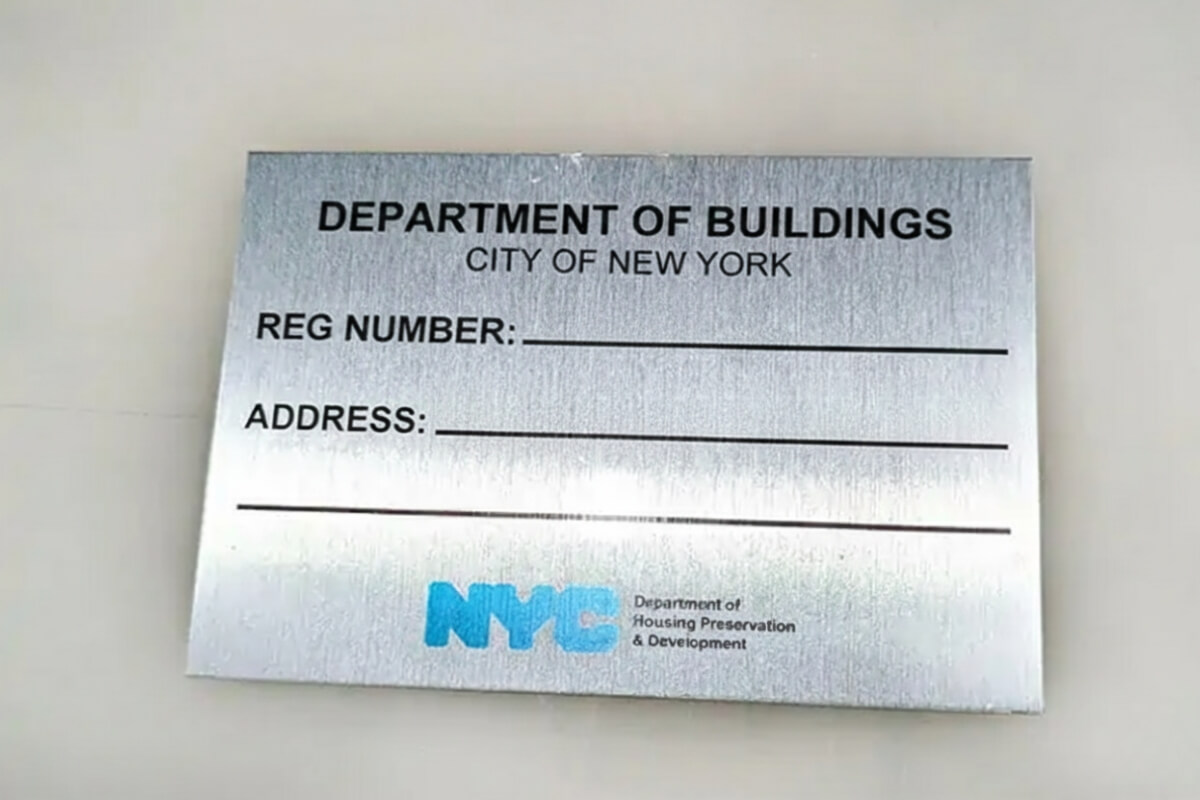 DEPARTMENT OF BUILDINGS
CITY OF NEW YORK
REG NUMBER:
ADDRESS:
NYC
Department of
Housing Preservation
& Development